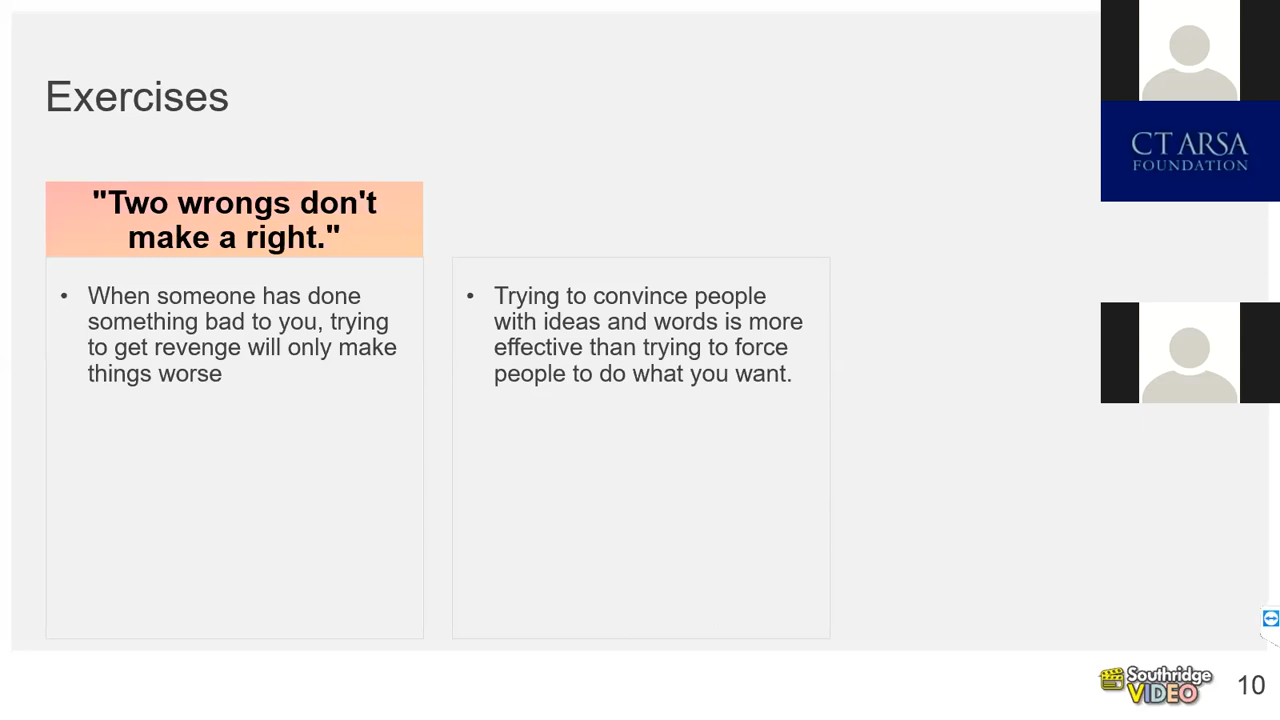 Exercises
CT ARSA
FOUNDATION
"Two wrongs don't
make a right."
• When someone has done
something bad to you, trying
to get revenge will only make
things worse
• Trying to convince people
with ideas and words is more
effective than trying to force
people to do what you want.
Southridge
VIDEO
10